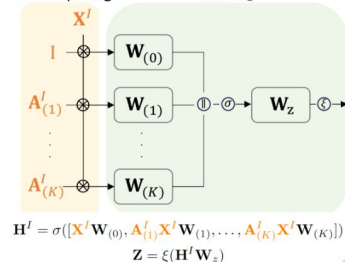 X^I
I W_(0)
A^I_(1) W_(1) || σ W_z ξ
A^I_(K) W_(K)
H^I = σ([X^I W_(0), A^I_(1) X^I W_(1), . . . , A^I_(K) X^I W_(K)])
Z = ξ(H^I W_z)